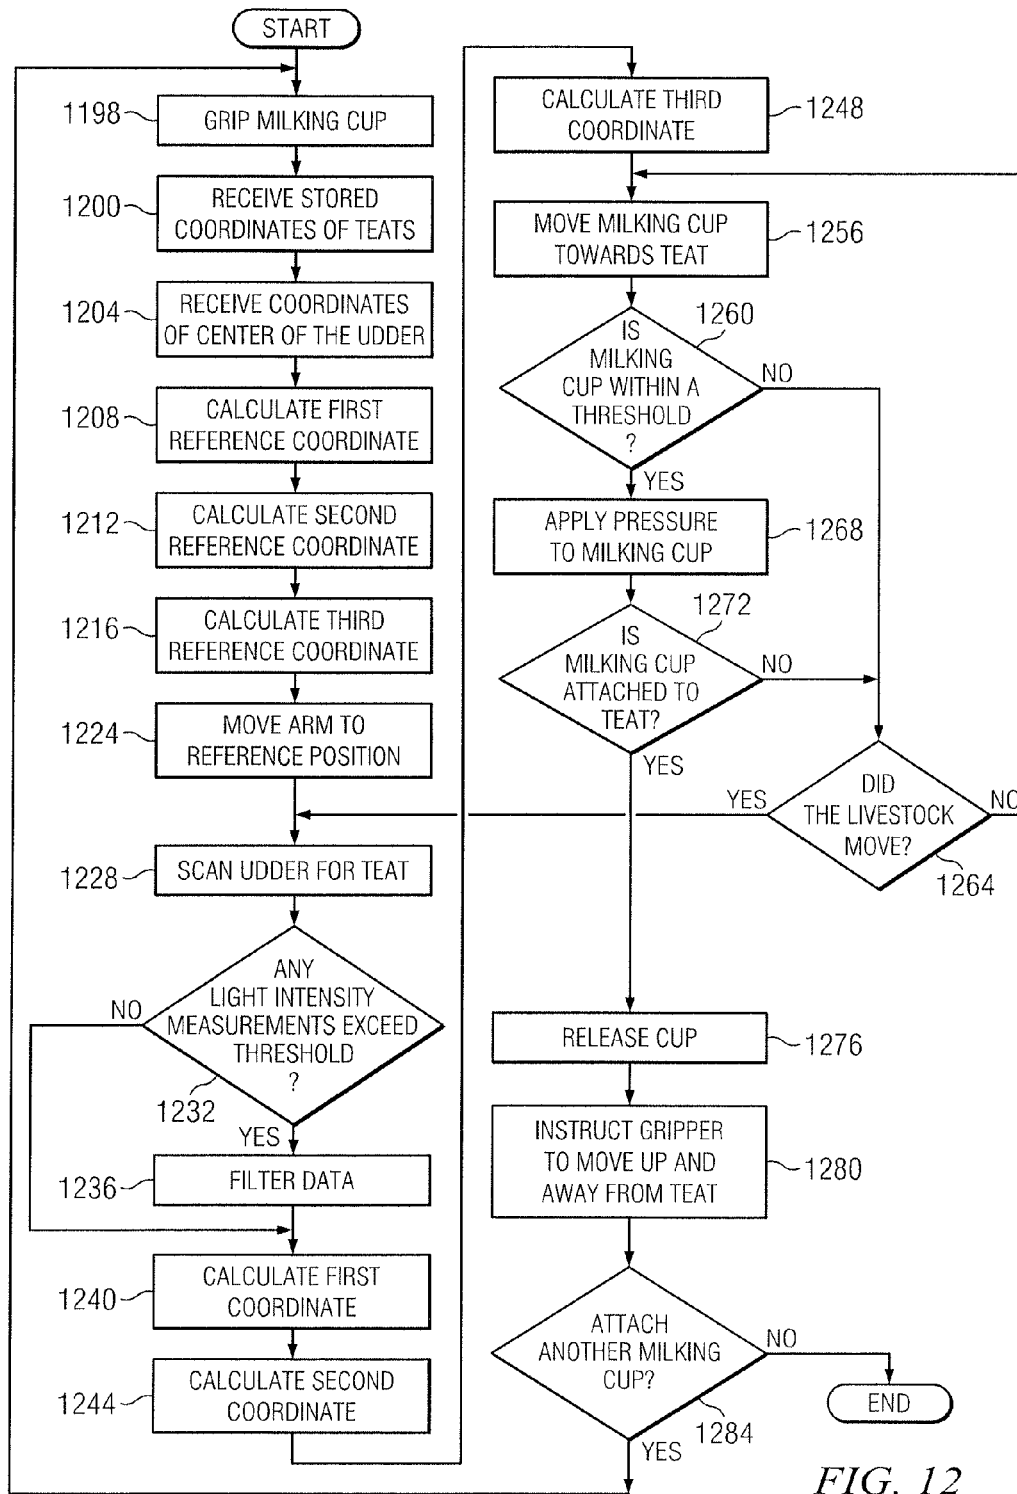 START
1198
GRIP MILKING CUP
1200
RECEIVE STORED
COORDINATES OF TEATS
1204
RECEIVE COORDINATES
OF CENTER OF THE UDDER
1208
CALCULATE FIRST
REFERENCE COORDINATE
1212
CALCULATE SECOND
REFERENCE COORDINATE
1216
CALCULATE THIRD
REFERENCE COORDINATE
1224
MOVE ARM TO
REFERENCE POSITION
1228
SCAN UDDER FOR TEAT
ANY
LIGHT INTENSITY
MEASUREMENTS EXCEED
THRESHOLD
?
NO
1232
YES
1236
FILTER DATA
1240
CALCULATE FIRST
COORDINATE
1244
CALCULATE SECOND
COORDINATE
CALCULATE THIRD
COORDINATE
1248
MOVE MILKING CUP
TOWARDS TEAT
1256
IS
MILKING
CUP WITHIN A
THRESHOLD
?
1260
NO
YES
APPLY PRESSURE
TO MILKING CUP
1268
IS
MILKING CUP
ATTACHED TO
TEAT?
1272
NO
YES
DID
THE LIVESTOCK
MOVE?
YES
NO
1264
RELEASE CUP
1276
INSTRUCT GRIPPER
TO MOVE UP AND
AWAY FROM TEAT
1280
ATTACH
ANOTHER MILKING
CUP?
NO
1284
YES
END
FIG. 12